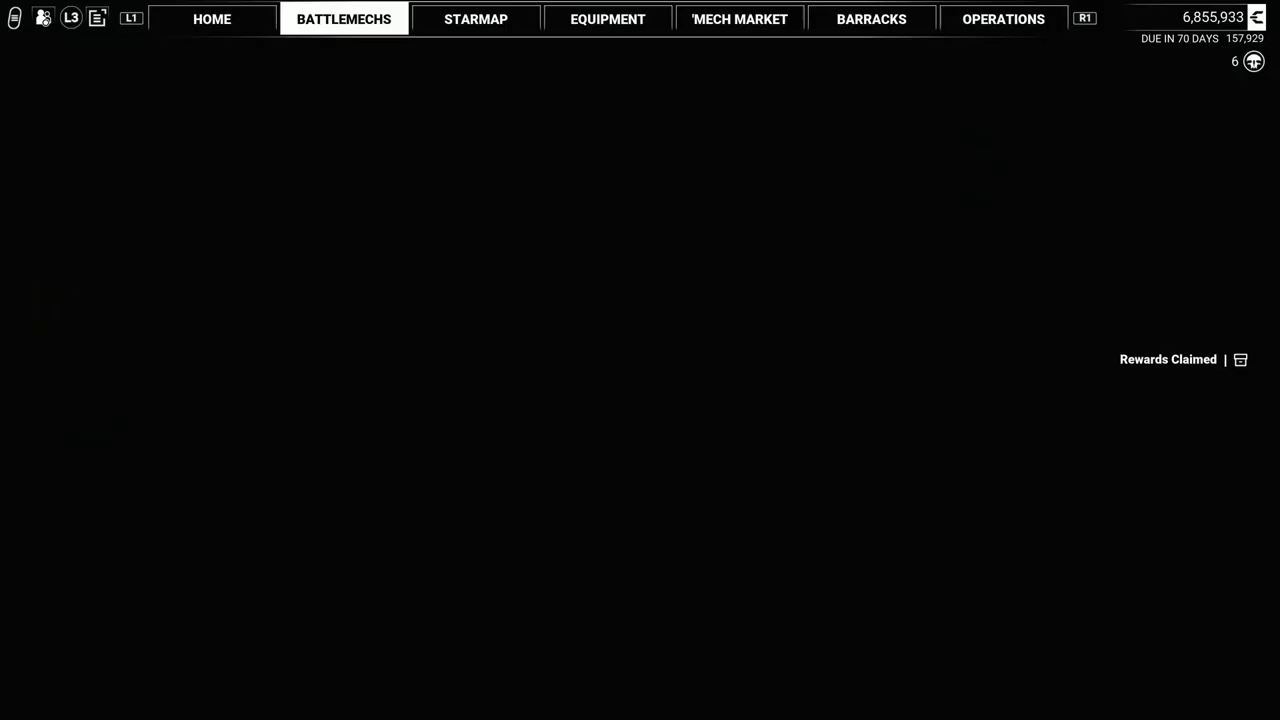 L3 L1 HOME BATTLEMECHS STARMAP EQUIPMENT 'MECH MARKET BARRACKS OPERATIONS R1 6,855,933
DUE IN 70 DAYS 157,929
6
Rewards Claimed |